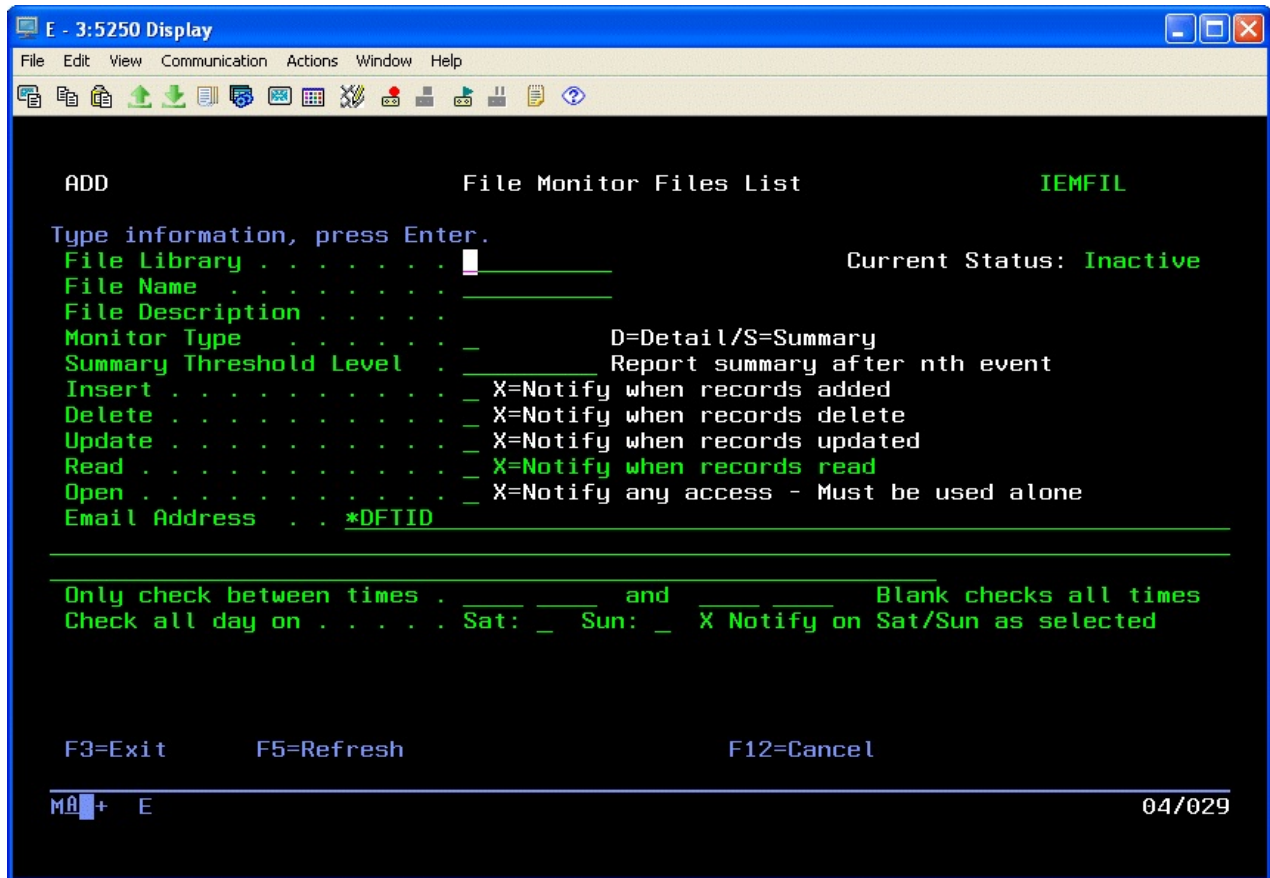 E - 3:5250 Display
File Edit View Communication Actions Window Help
ADD File Monitor Files List IEMFIL
Type information, press Enter.
File Library . . . . . . . Current Status: Inactive
File Name . . . . . . . .
File Description . . . . .
Monitor Type . . . . . . _ D=Detail/S=Summary
Summary Threshold Level . _________ Report summary after nth event
Insert . . . . . . . . . . _ X=Notify when records added
Delete . . . . . . . . . . _ X=Notify when records delete
Update . . . . . . . . . . _ X=Notify when records updated
Read . . . . . . . . . . . _ X=Notify when records read
Open . . . . . . . . . . . _ X=Notify any access - Must be used alone
Email Address . . *DFTID
Only check between times . ____ ____ and ____ ____ Blank checks all times
Check all day on . . . . . Sat: _ Sun: _ X Notify on Sat/Sun as selected
F3=Exit F5=Refresh F12=Cancel
MA + E 04/029